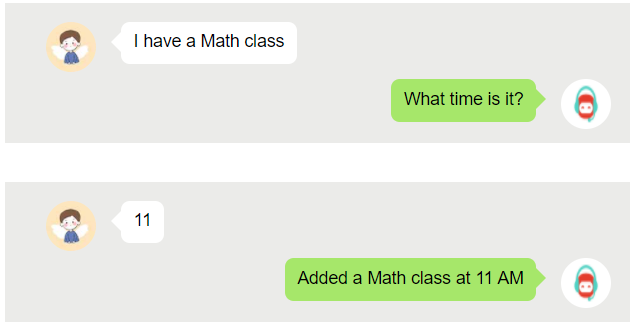 I have a Math class
What time is it?
11
Added a Math class at 11 AM